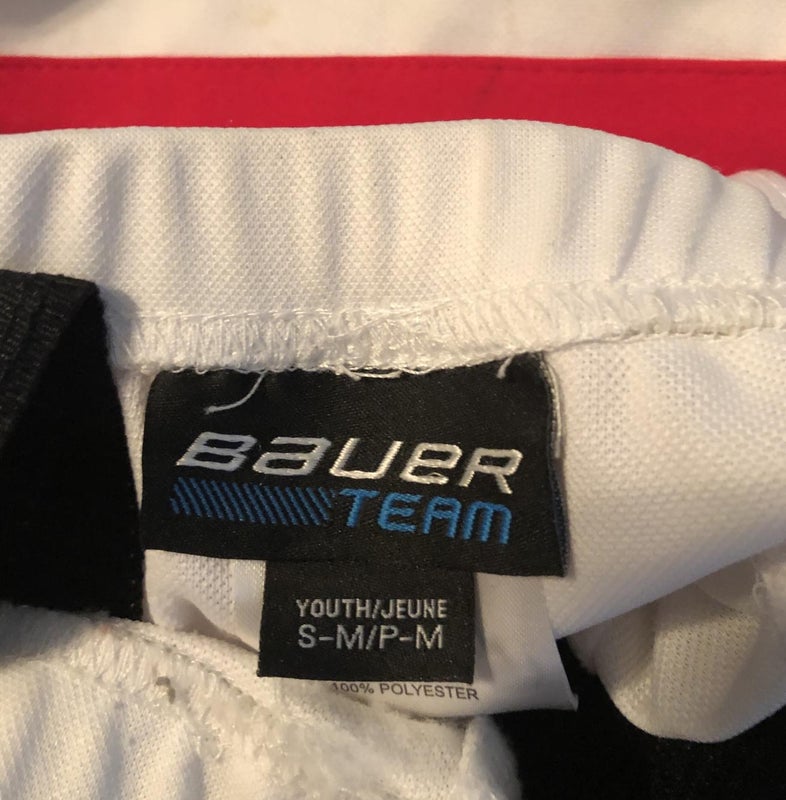 BAUER
TEAM
YOUTH/JEUNE
S-M/P-M
100% POLYESTER